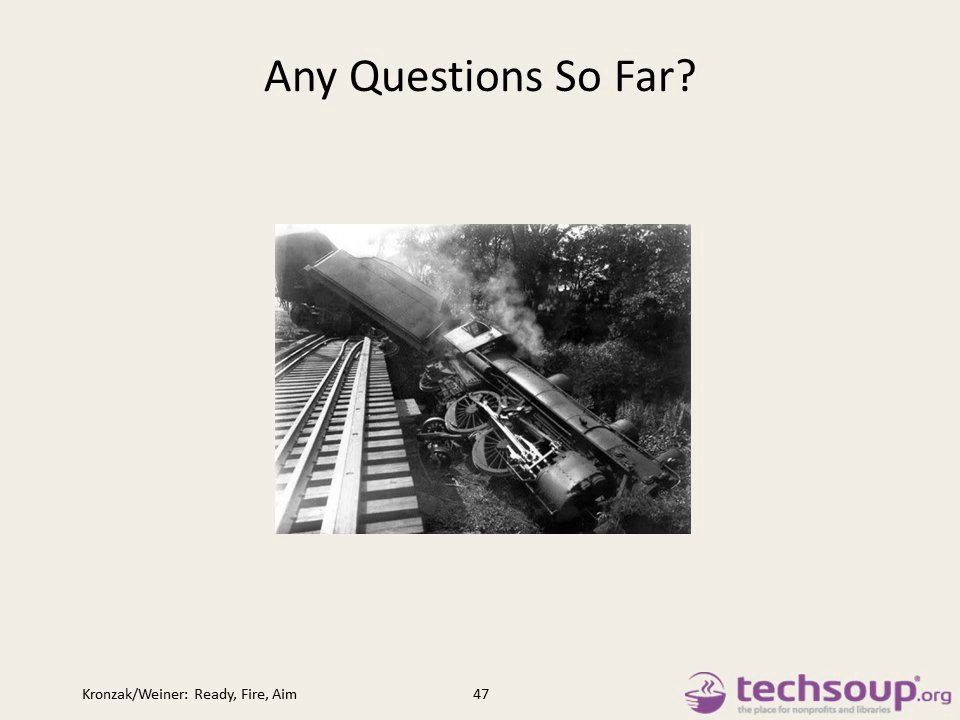 Any Questions So Far?
Kronzak/Weiner: Ready, Fire, Aim
47
techsoup®.org
the place for nonprofits and libraries